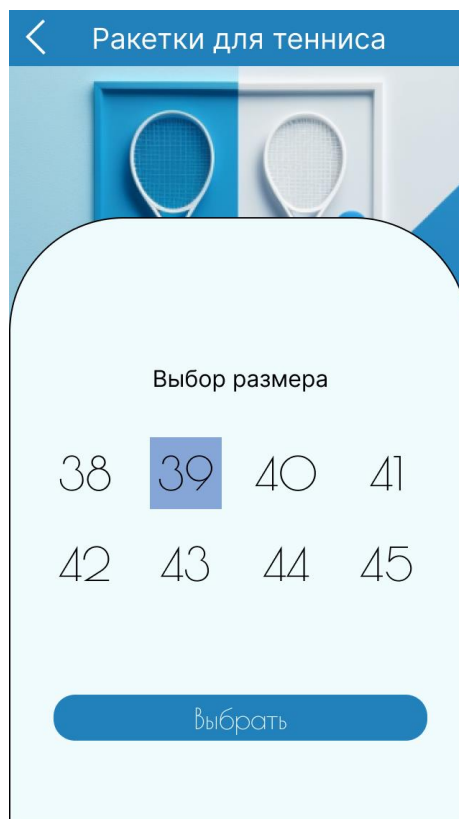 Ракетки для тенниса
Выбор размера
38 39 40 41
42 43 44 45
Выбрать